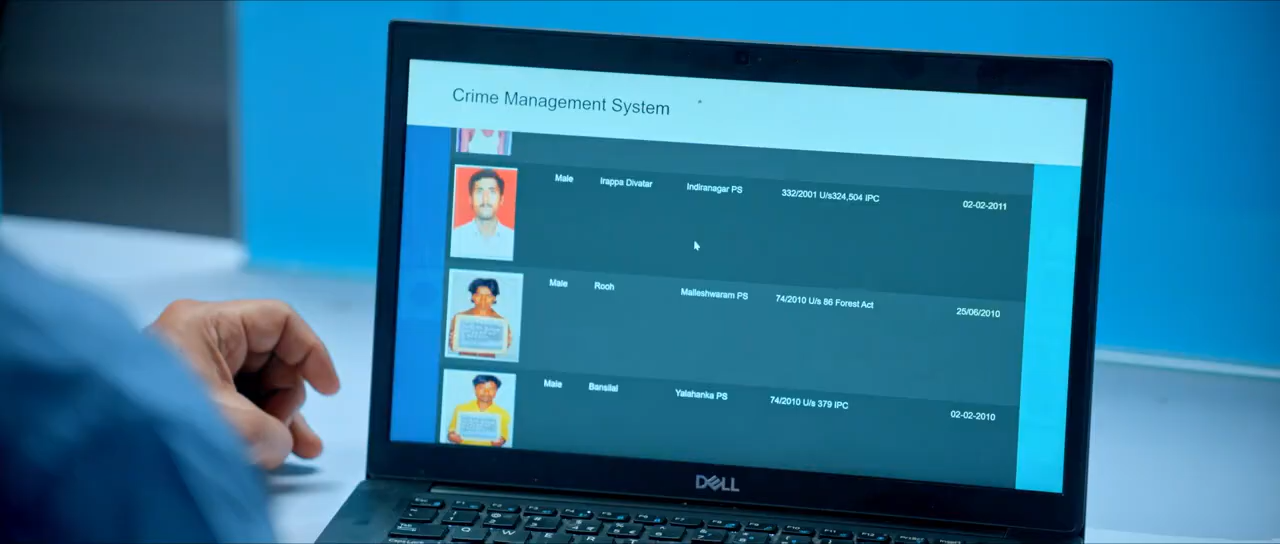 Crime Management System
Male Irappa Divatar Indiranagar PS 332/2001 U/s324,504 IPC 02-02-2011
Male Rooh Malleshwaram PS 74/2010 U/s 86 Forest Act 25/06/2010
Male Bansilal Yalahanka PS 74/2010 U/s 379 IPC 02-02-2010
DELL